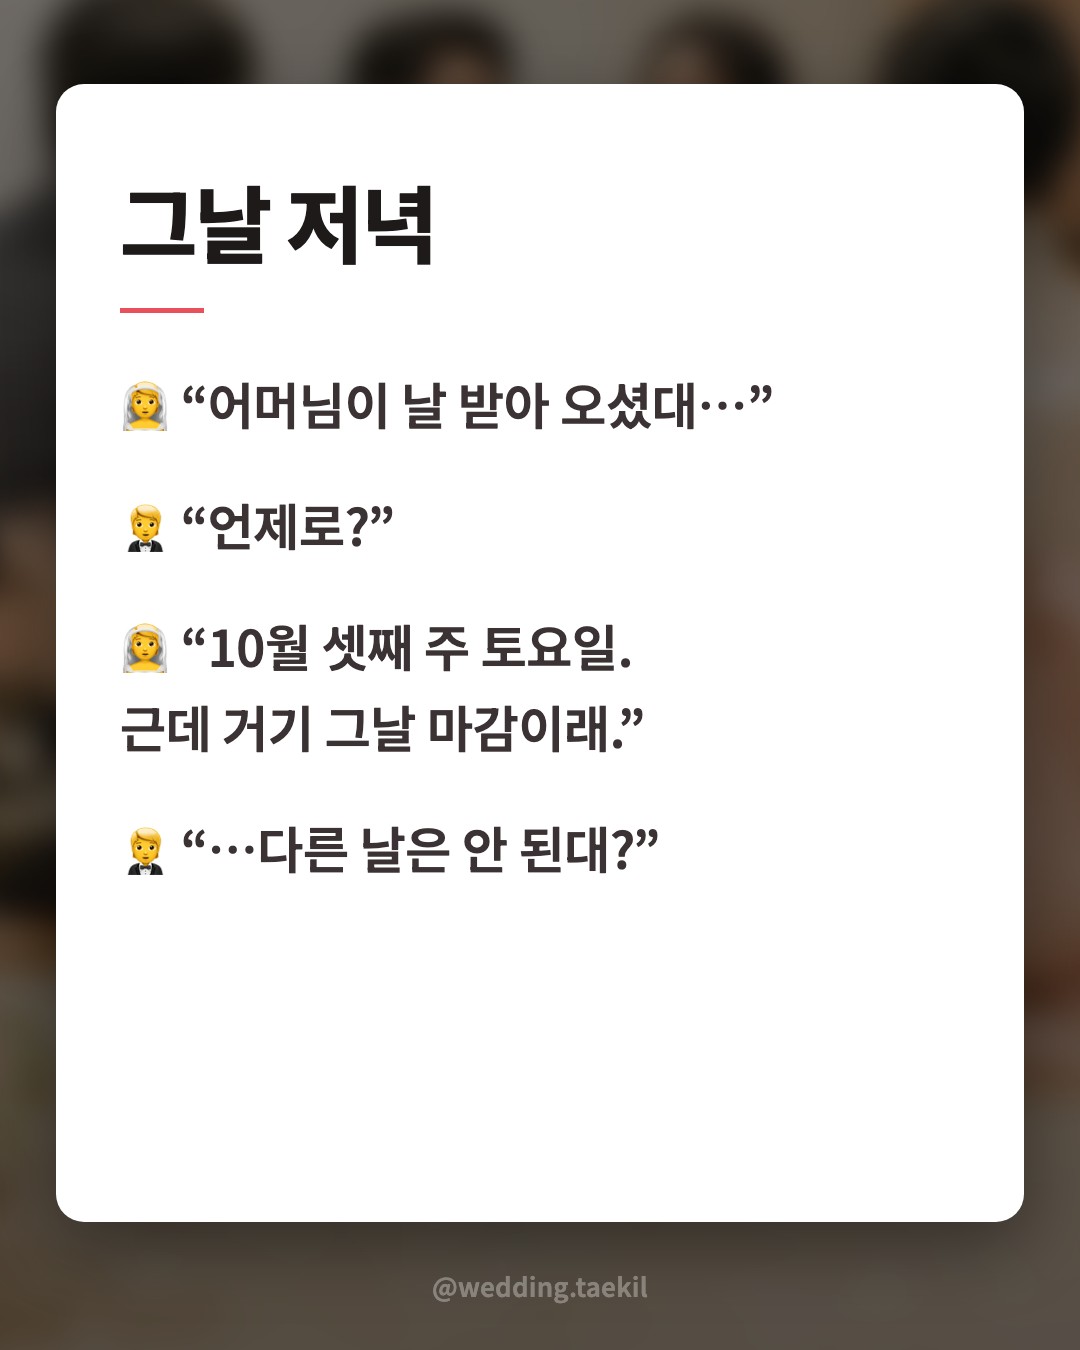 그날 저녁
👰 “어머님이 날 받아 오셨대⋯”
🤵 “언제로?”
👰 “10월 셋째 주 토요일.
근데 거기 그날 마감이래.”
🤵 “⋯다른 날은 안 된대?”
@wedding.taekil